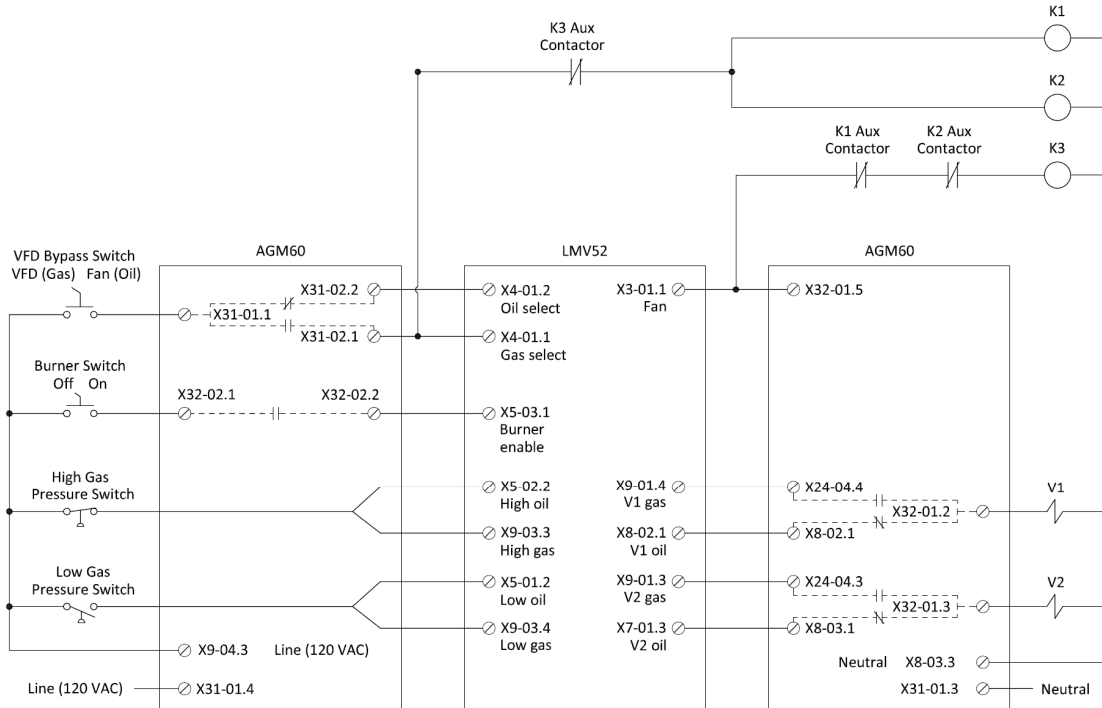 K1
K3 Aux
Contactor
K2
K1 Aux
Contactor
K2 Aux
Contactor
K3
VFD Bypass Switch
VFD (Gas) Fan (Oil)
AGM60
LMV52
AGM60
X31-02.2
X4-01.2
Oil select
X3-01.1
Fan
X32-01.5
X31-01.1
X31-02.1
X4-01.1
Gas select
Burner Switch
Off On
X32-02.1
X32-02.2
X5-03.1
Burner
enable
High Gas
Pressure Switch
X5-02.2
High oil
X9-01.4
V1 gas
X24-04.4
V1
X32-01.2
X9-03.3
High gas
X8-02.1
V1 oil
X8-02.1
Low Gas
Pressure Switch
X5-01.2
Low oil
X9-01.3
V2 gas
X24-04.3
V2
X32-01.3
X9-03.4
Low gas
X7-01.3
V2 oil
X8-03.1
X9-04.3 Line (120 VAC)
Neutral X8-03.3
Line (120 VAC) X31-01.4
X31-01.3 Neutral